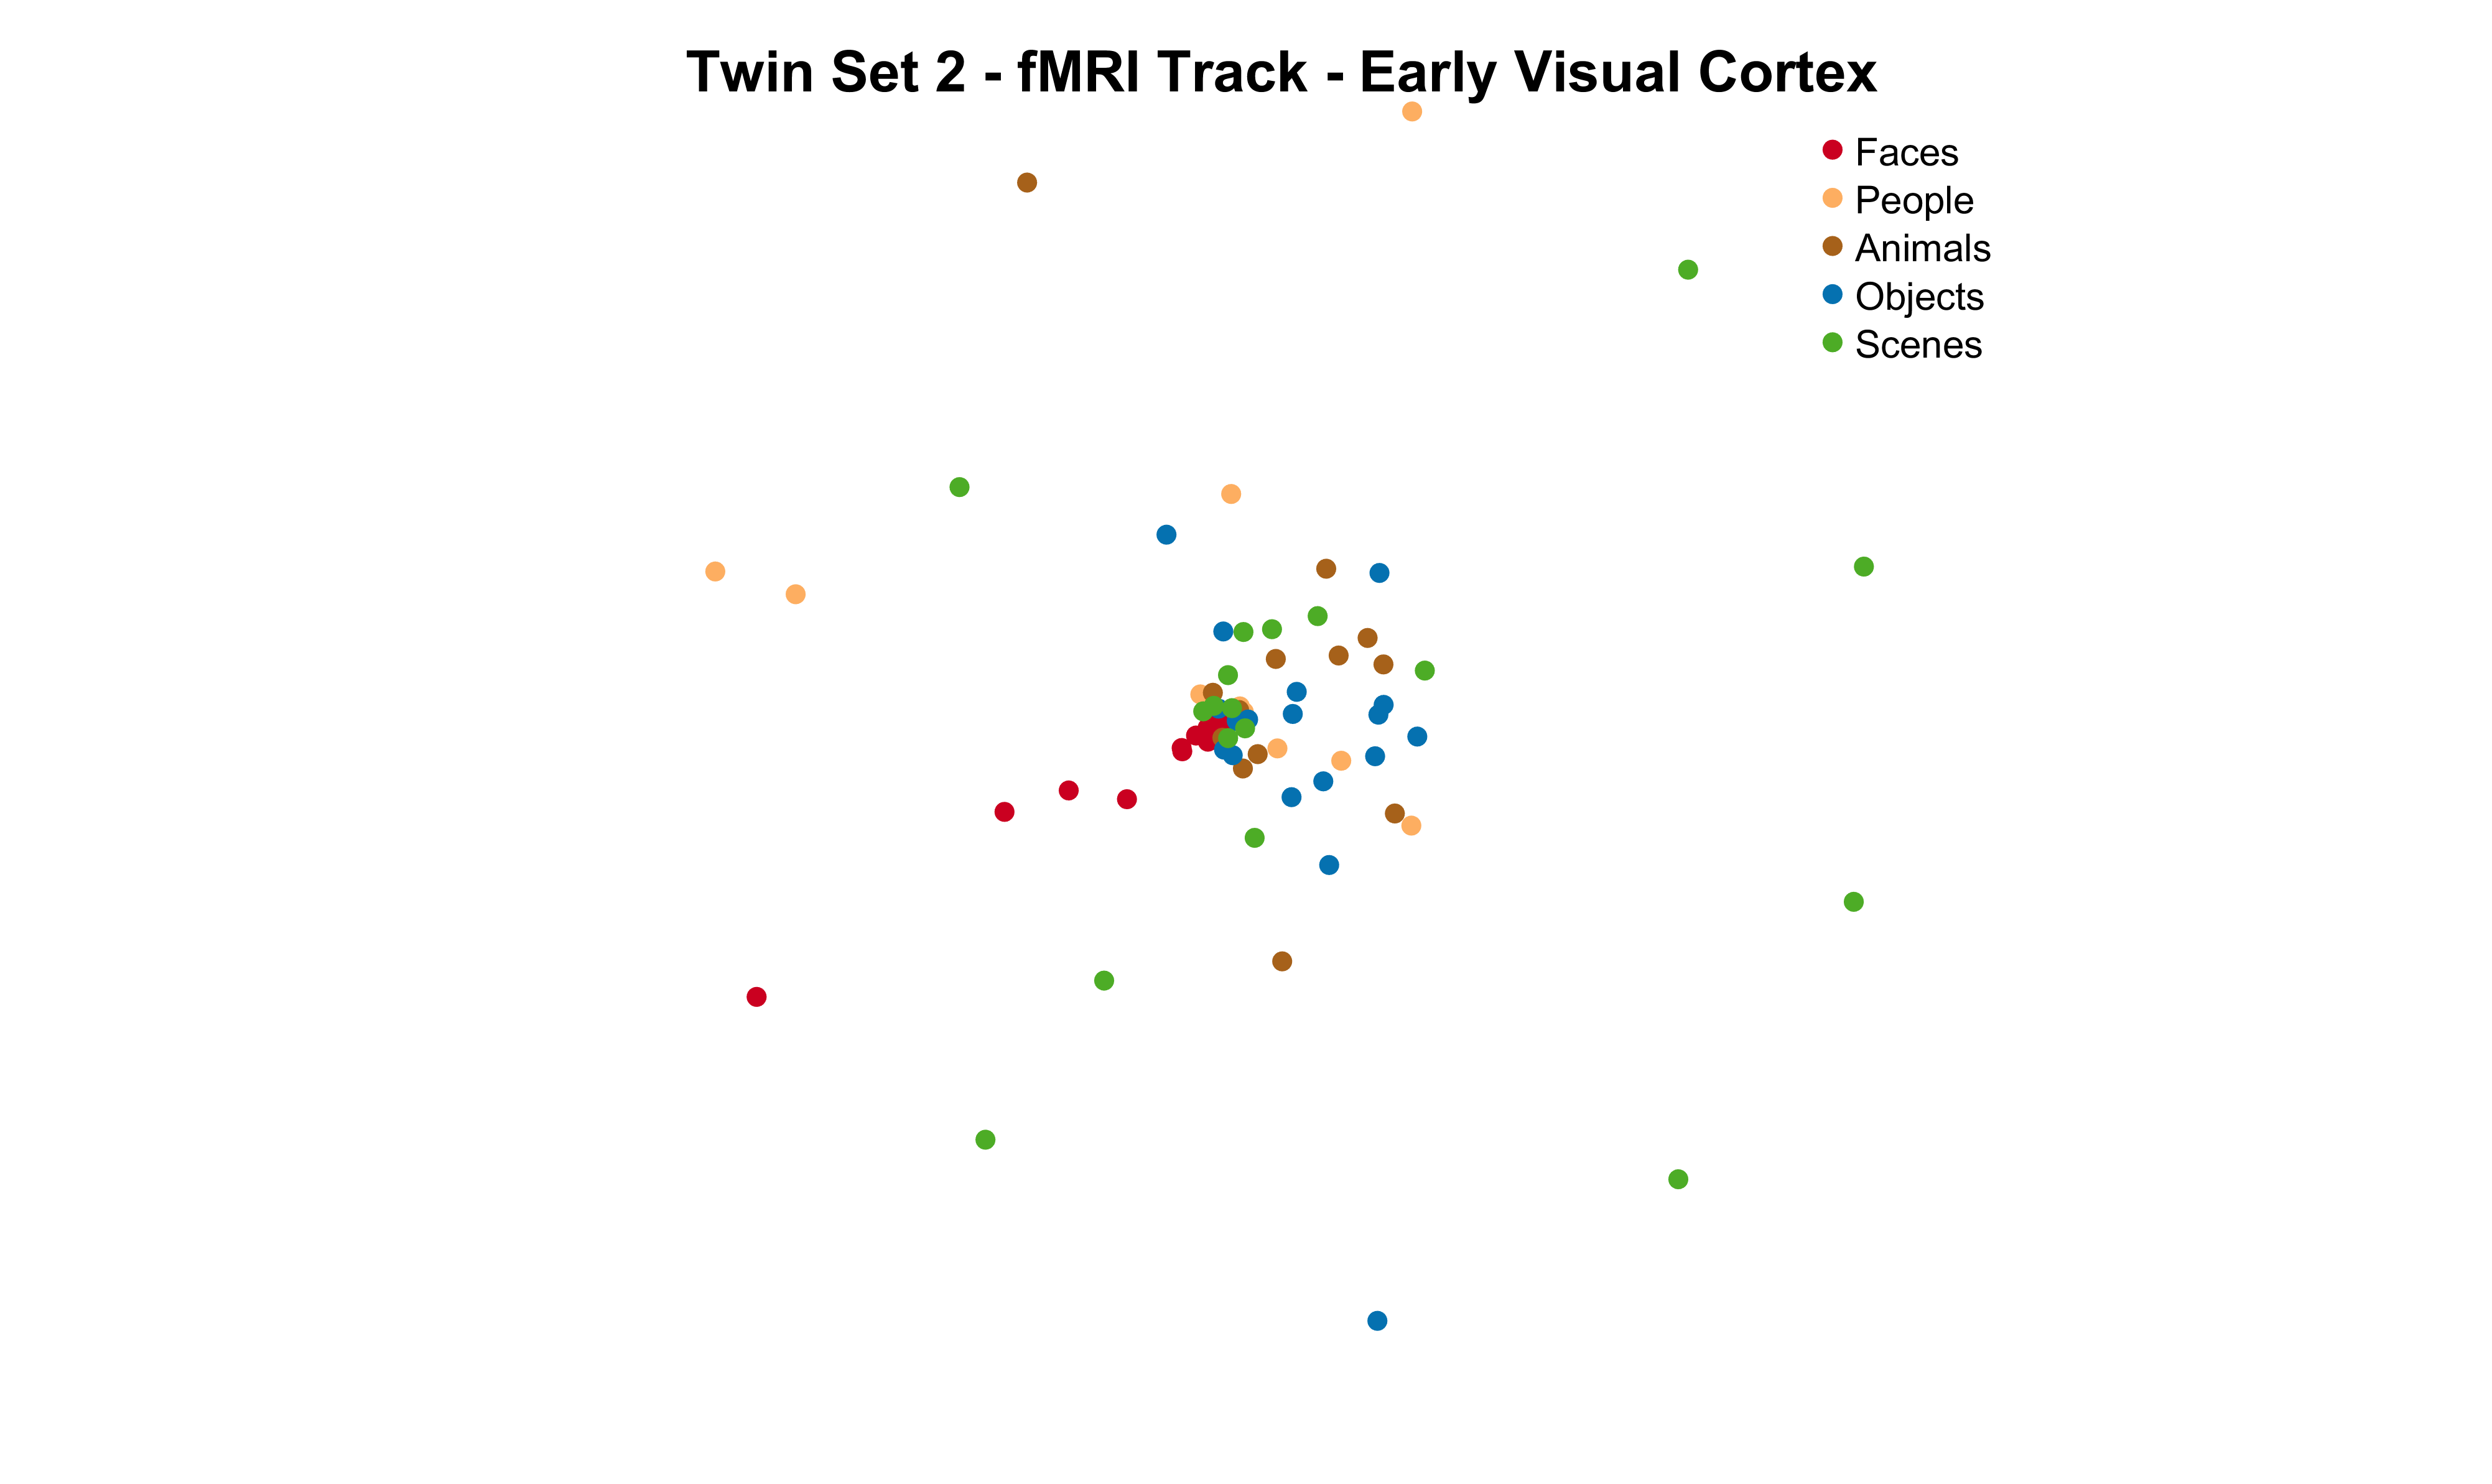 Twin Set 2 - fMRI Track - Early Visual Cortex
Faces
People
Animals
Objects
Scenes